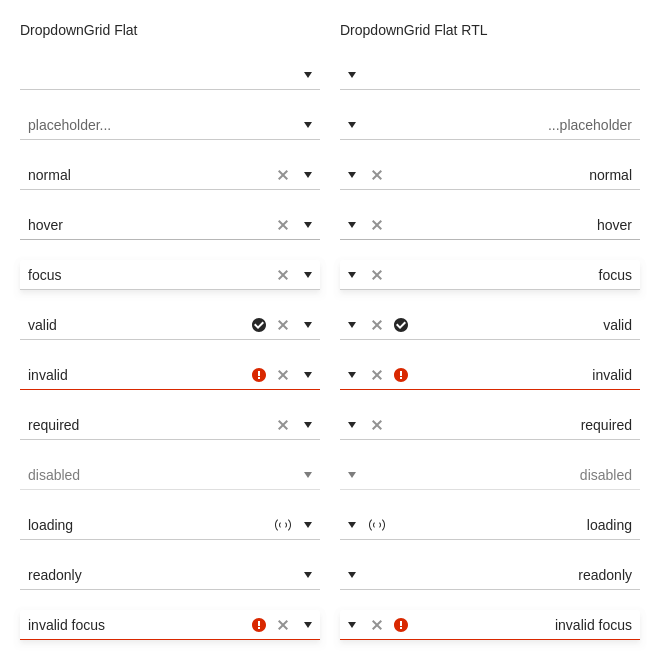 DropdownGrid Flat
placeholder...
normal
hover
focus
valid
invalid
required
disabled
loading
readonly
invalid focus
DropdownGrid Flat RTL
...placeholder
normal
hover
focus
valid
invalid
required
disabled
loading
readonly
invalid focus